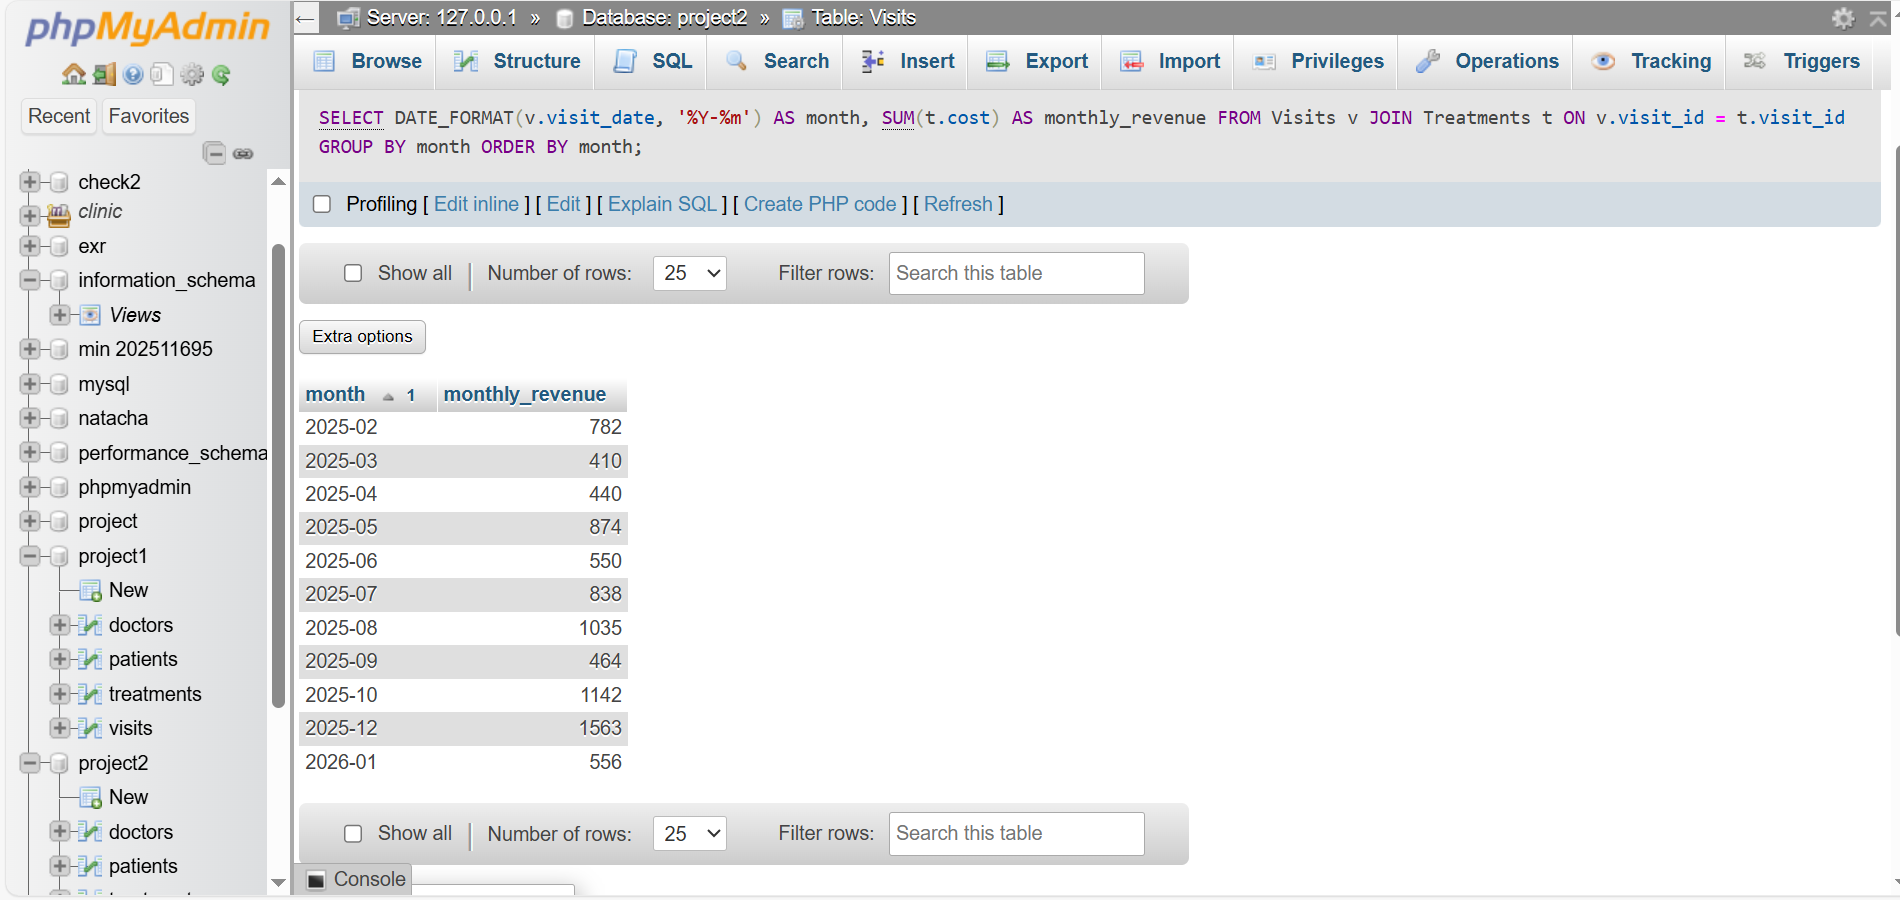 phpMyAdmin
Recent Favorites
check2
clinic
exr
information_schema
Views
min 202511695
mysql
natacha
performance_schema
phpmyadmin
project
project1
New
doctors
patients
treatments
visits
project2
New
doctors
patients
Server: 127.0.0.1 » Database: project2 » Table: Visits
Browse Structure SQL Search Insert Export Import Privileges Operations Tracking Triggers
SELECT DATE_FORMAT(v.visit_date, '%Y-%m') AS month, SUM(t.cost) AS monthly_revenue FROM Visits v JOIN Treatments t ON v.visit_id = t.visit_id
GROUP BY month ORDER BY month;
Profiling [ Edit inline ] [ Edit ] [ Explain SQL ] [ Create PHP code ] [ Refresh ]
Show all Number of rows: 25 Filter rows: Search this table
Extra options
month 1 monthly_revenue
2025-02 782
2025-03 410
2025-04 440
2025-05 874
2025-06 550
2025-07 838
2025-08 1035
2025-09 464
2025-10 1142
2025-12 1563
2026-01 556
Show all Number of rows: 25 Filter rows: Search this table
Console